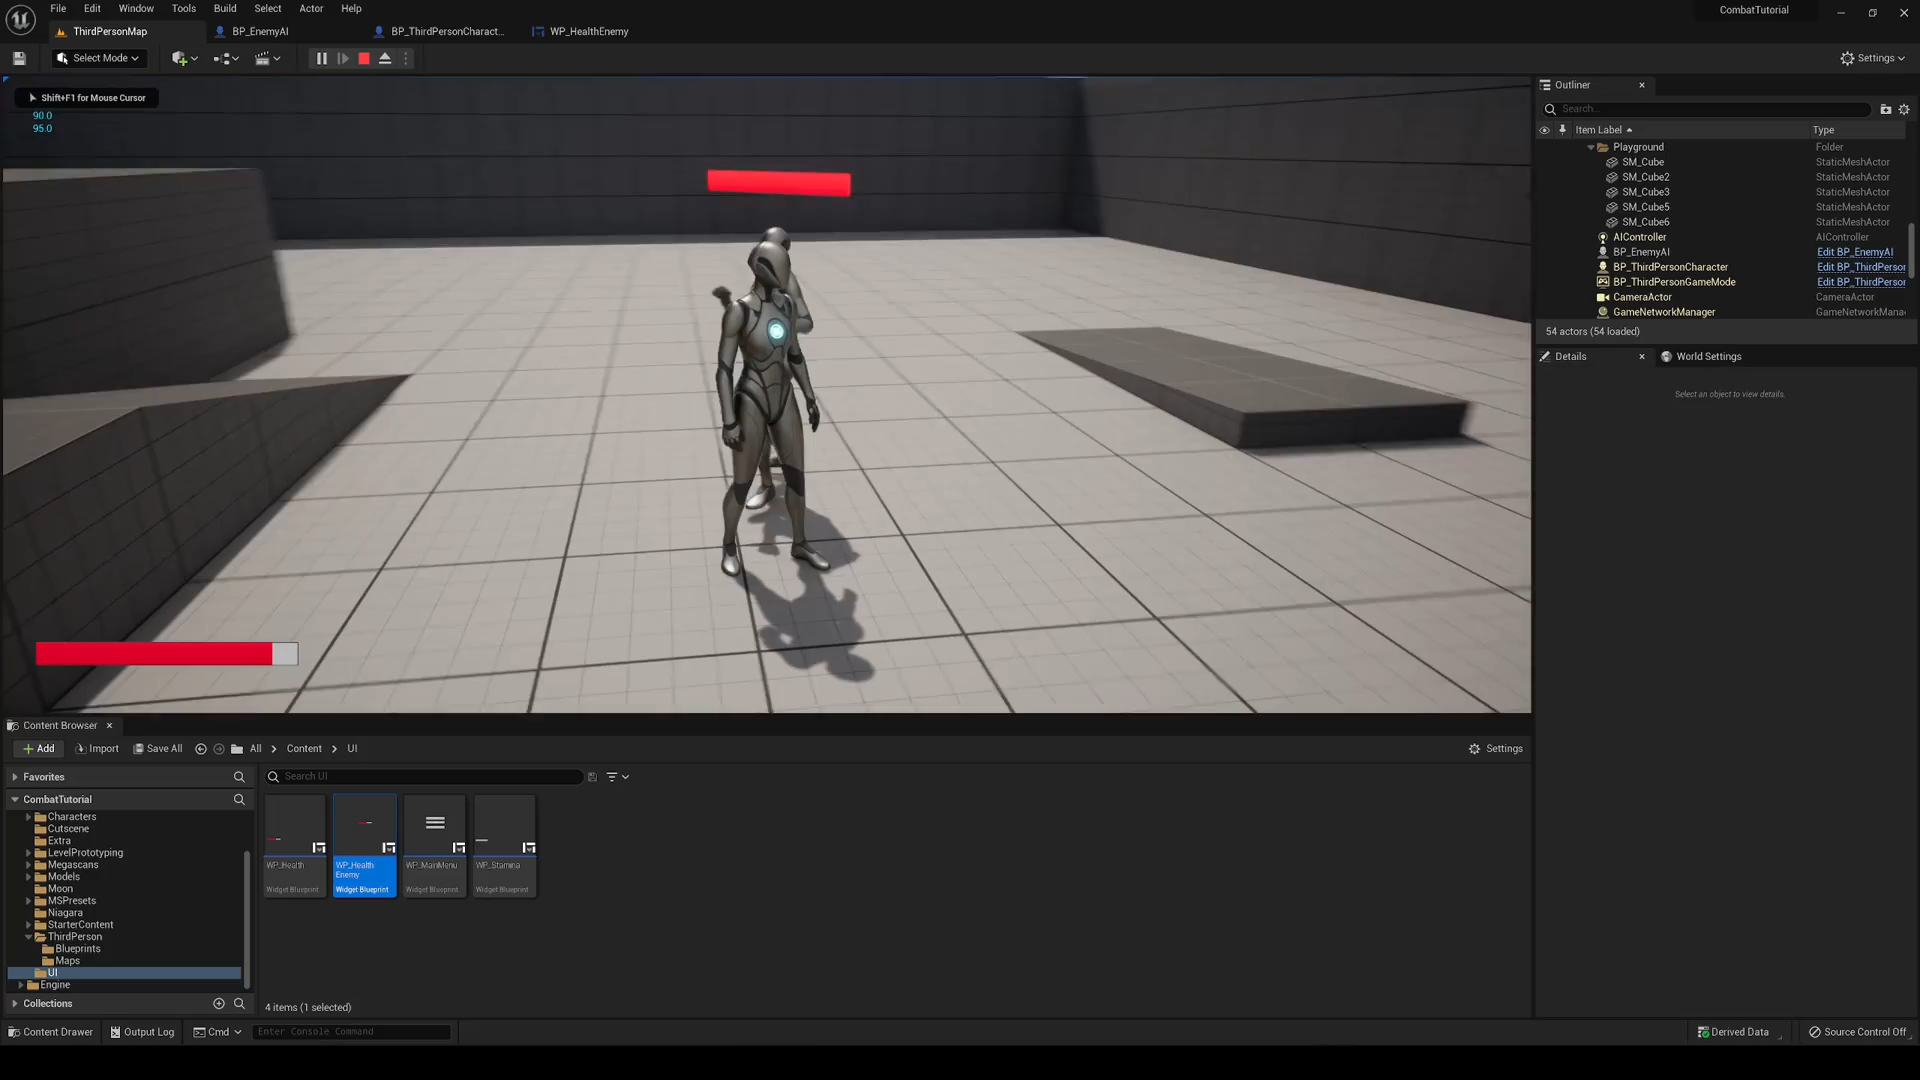 File Edit Window Tools Build Select Actor Help
CombatTutorial
ThirdPersonMap
BP_EnemyAI
BP_ThirdPersonCharact...
WP_HealthEnemy
Select Mode
Settings
Shift+F1 for Mouse Cursor
90.0
95.0
Outliner
Search...
Item Label
Type
Playground Folder
SM_Cube StaticMeshActor
SM_Cube2 StaticMeshActor
SM_Cube3 StaticMeshActor
SM_Cube5 StaticMeshActor
SM_Cube6 StaticMeshActor
AIController AIController
BP_EnemyAI Edit BP_EnemyAI
BP_ThirdPersonCharacter Edit BP_ThirdPersor
BP_ThirdPersonGameMode Edit BP_ThirdPersor
CameraActor CameraActor
GameNetworkManager GameNetworkMana
54 actors (54 loaded)
Details
World Settings
Select an object to view details.
Content Browser
Add
Import
Save All
All
Content
UI
Settings
Favorites
Search UI
CombatTutorial
Characters
Cutscene
Extra
LevelPrototyping
Megascans
Models
Moon
MSPresets
Niagara
StarterContent
ThirdPerson
Blueprints
Maps
UI
Engine
Collections
WP_Health
Widget Blueprint
WP_Health
Enemy
Widget Blueprint
WP_MainMenu
Widget Blueprint
WP_Stamina
Widget Blueprint
4 items (1 selected)
Content Drawer
Output Log
Cmd
Enter Console Command
Derived Data
Source Control Off